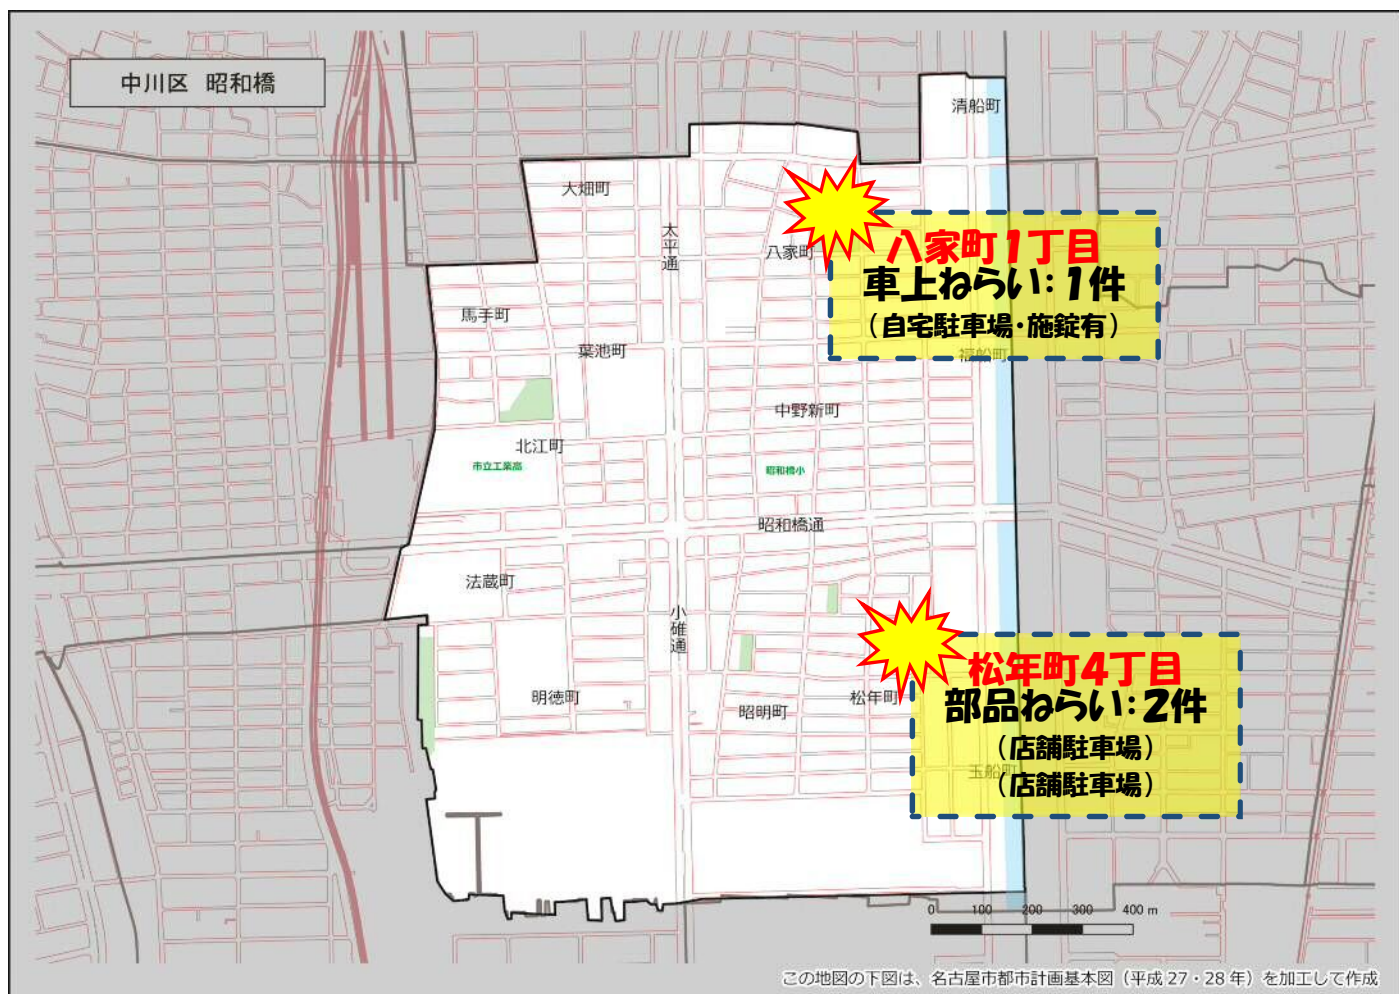 中川区 昭和橋
清船町
大畑町
太平通
八家町
八家町1丁目
車上ねらい:1件
(自宅駐車場・施錠有)
馬手町
葉池町
福船町
中野新町
北江町
市立工業高
昭和橋小
昭和橋通
法蔵町
小碓通
松年町4丁目
部品ねらい:2件
(店舗駐車場)
(店舗駐車場)
明徳町
昭明町
松年町
玉船町
0 100 200 300 400 m
この地図の下図は、名古屋市都市計画基本図(平成27・28年)を加工して作成